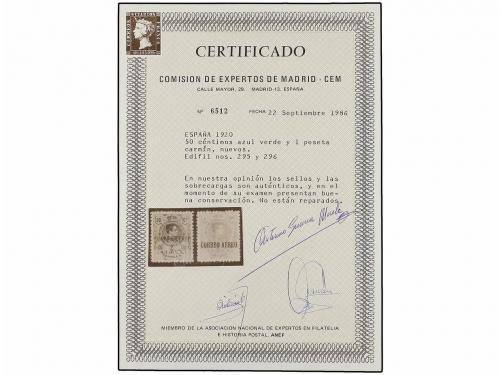 CERTIFICADO
COMISION DE EXPERTOS DE MADRID - CEM
CALLE MAYOR, 29. MADRID-13. ESPAÑA
Nº 6512 FECHA 22 Septiembre 1986
ESPAÑA 1920
50 céntimos azul verde y 1 peseta
carmín, nuevos.
Edifil nos. 295 y 296
En nuestra opinión los sellos y las
sobrecargas son auténticos, y en
el momento de su examen presentan bue
na conservación. No están reparados
CORREO AEREO
MIEMBRO DE LA ASOCIACION NACIONAL DE EXPERTOS EN FILATELIA
E HISTORIA POSTAL. ANEF